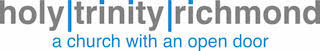 holy|trinity|richmond
a church with an open door